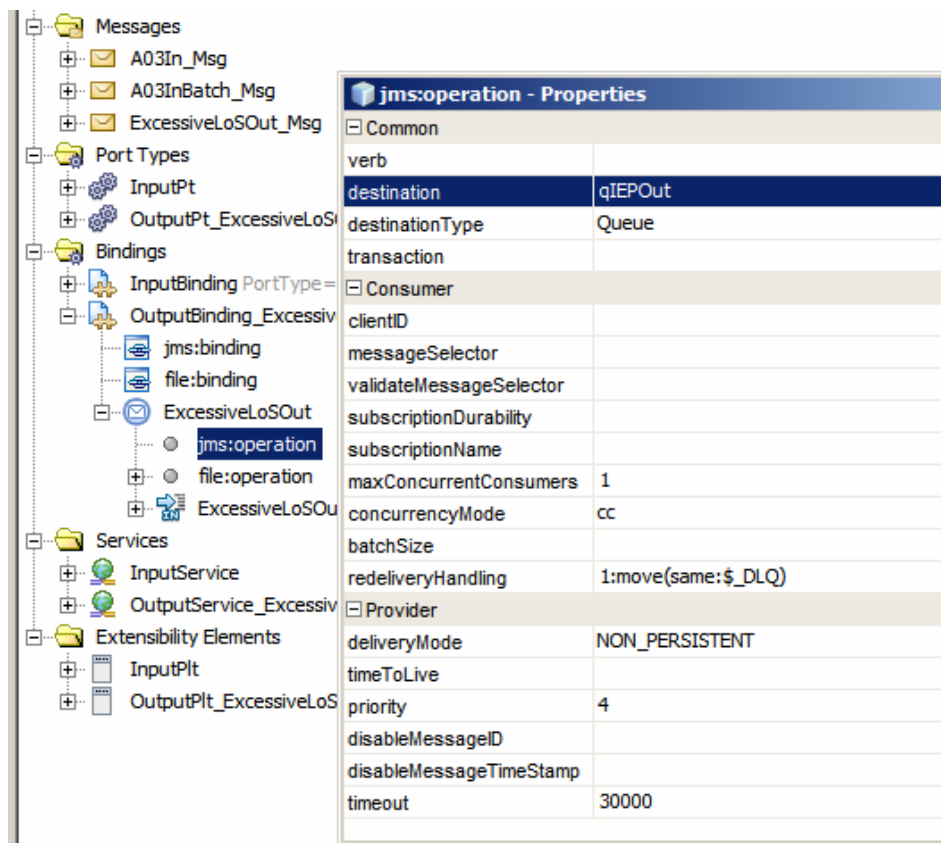 Messages
A03In_Msg
A03InBatch_Msg
ExcessiveLoSOut_Msg
Port Types
InputPt
OutputPt_ExcessiveLoS
Bindings
InputBinding PortType=
OutputBinding_Excessiv
jms:binding
file:binding
ExcessiveLoSOut
jms:operation
file:operation
ExcessiveLoSOu
Services
InputService
OutputService_Excessiv
Extensibility Elements
InputPlt
OutputPlt_ExcessiveLoS
jms:operation - Properties
Common
verb
destination qIEPOut
destinationType Queue
transaction
Consumer
clientID
messageSelector
validateMessageSelector
subscriptionDurability
subscriptionName
maxConcurrentConsumers 1
concurrencyMode cc
batchSize
redeliveryHandling 1:move(same:$_DLQ)
Provider
deliveryMode NON_PERSISTENT
timeToLive
priority 4
disableMessageID
disableMessageTimeStamp
timeout 30000